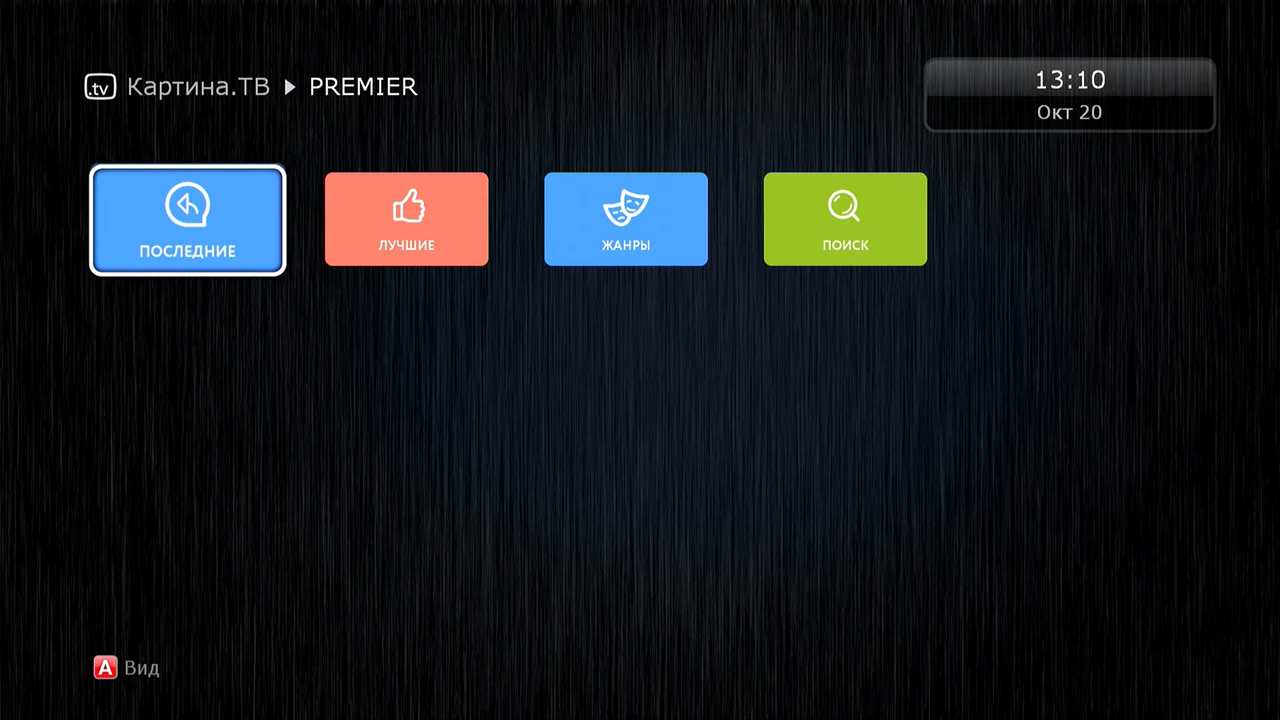 .tv Картина.ТВ PREMIER
13:10
Окт 20
ПОСЛЕДНИЕ
ЛУЧШИЕ
ЖАНРЫ
ПОИСК
A Вид